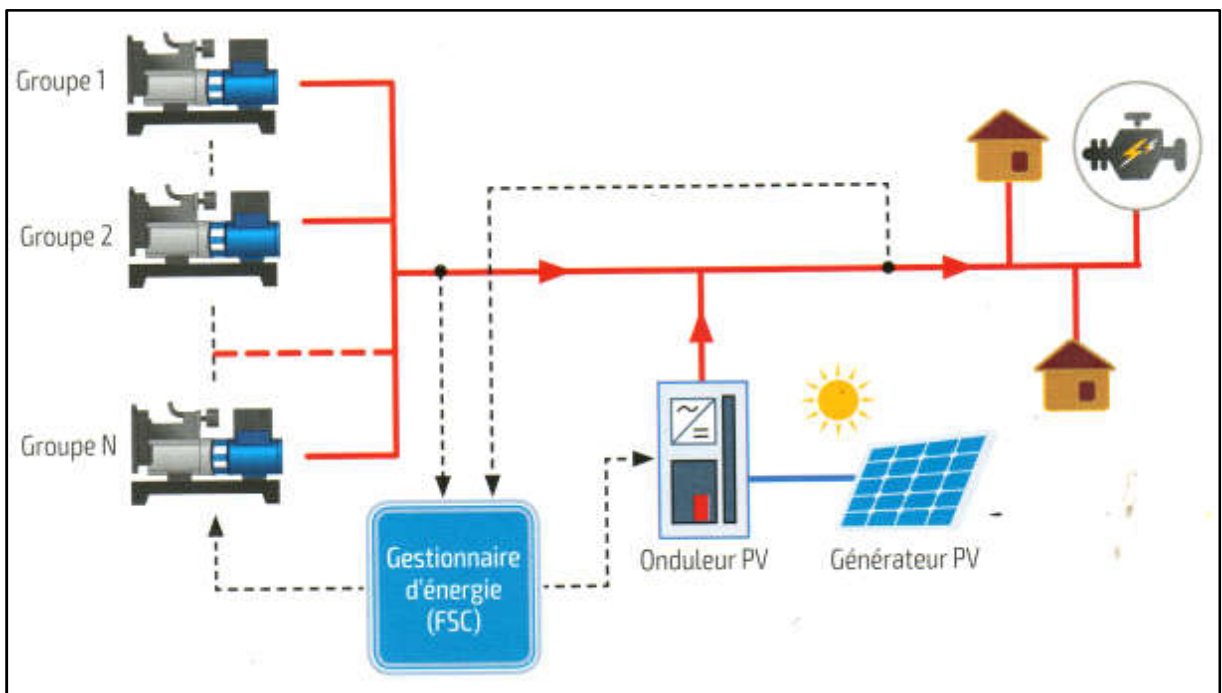 Groupe 1
Groupe 2
Groupe N
Gestionnaire
d'énergie
(FSC)
Onduleur PV
Générateur PV